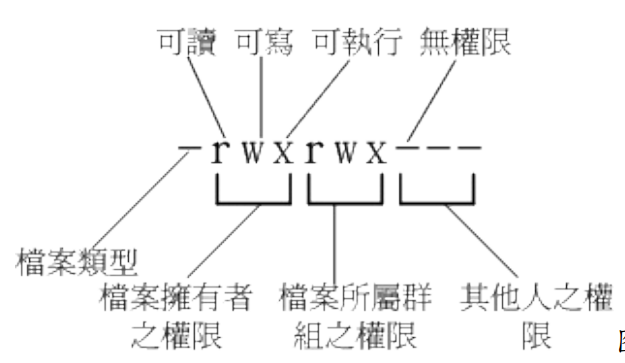 可讀 可寫 可執行 無權限
-rwxrwx---
檔案類型
檔案擁有者
之權限
檔案所屬群
組之權限
其他人之權
限